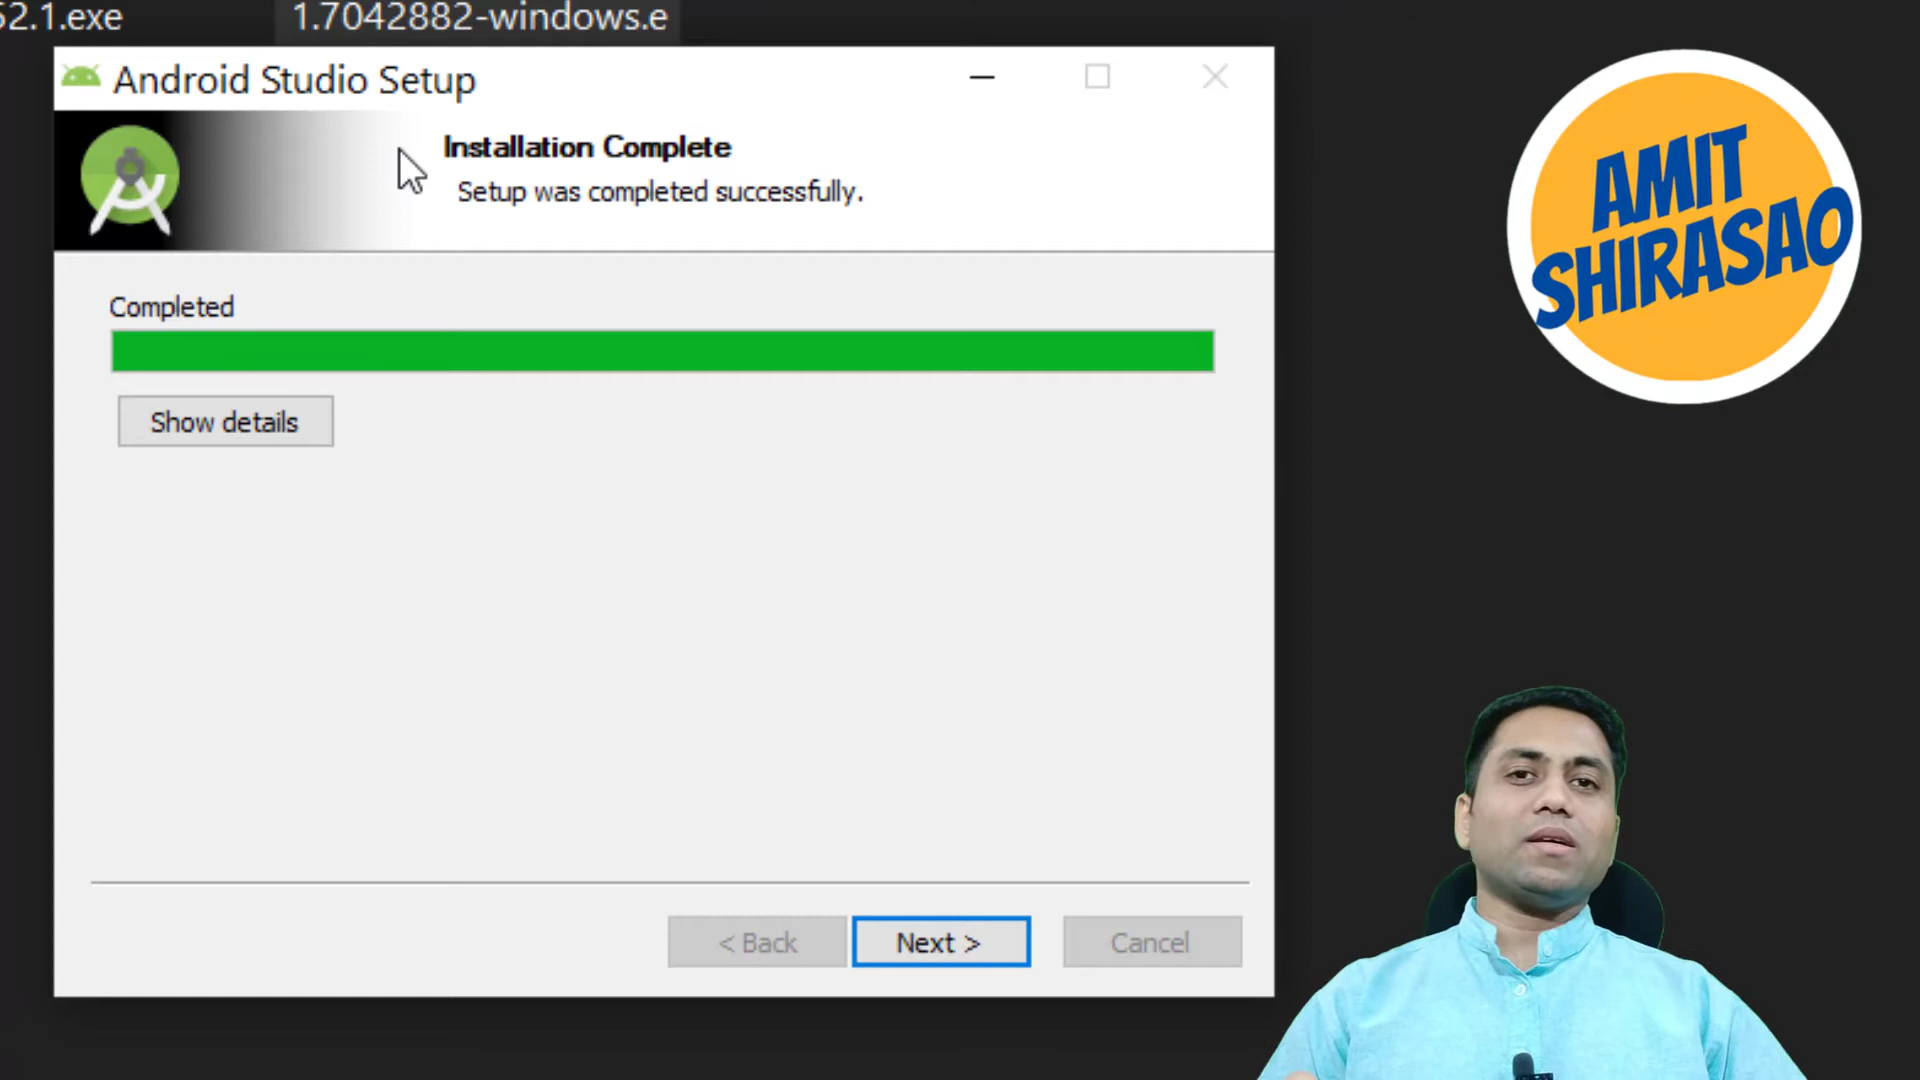 52.1.exe
1.7042882-windows.e
Android Studio Setup
Installation Complete
Setup was completed successfully.
Completed
Show details
< Back
Next >
Cancel
AMIT
SHIRASAO